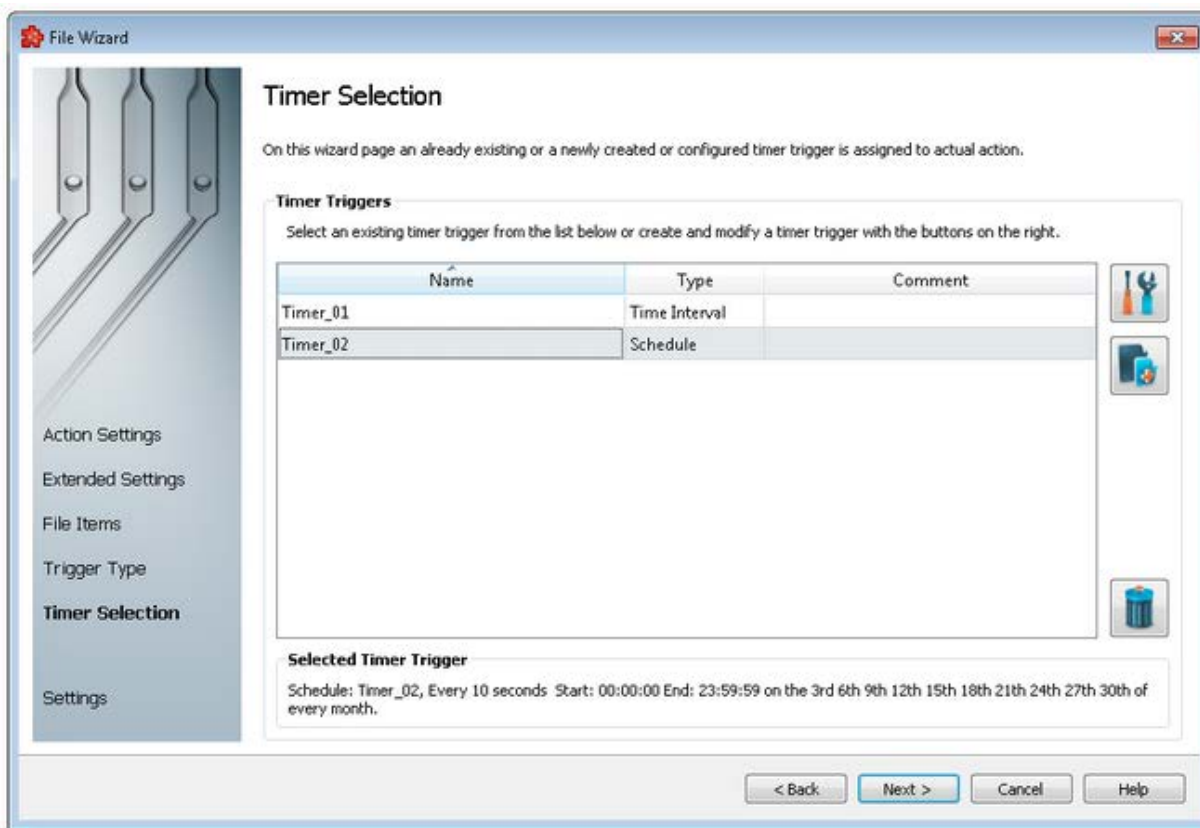 File Wizard
Timer Selection
On this wizard page an already existing or a newly created or configured timer trigger is assigned to actual action.
Timer Triggers
Select an existing timer trigger from the list below or create and modify a timer trigger with the buttons on the right.
Name Type Comment
Timer_01 Time Interval
Timer_02 Schedule
Action Settings
Extended Settings
File Items
Trigger Type
Timer Selection
Settings
Selected Timer Trigger
Schedule: Timer_02, Every 10 seconds Start: 00:00:00 End: 23:59:59 on the 3rd 6th 9th 12th 15th 18th 21th 24th 27th 30th of
every month.
< Back Next > Cancel Help